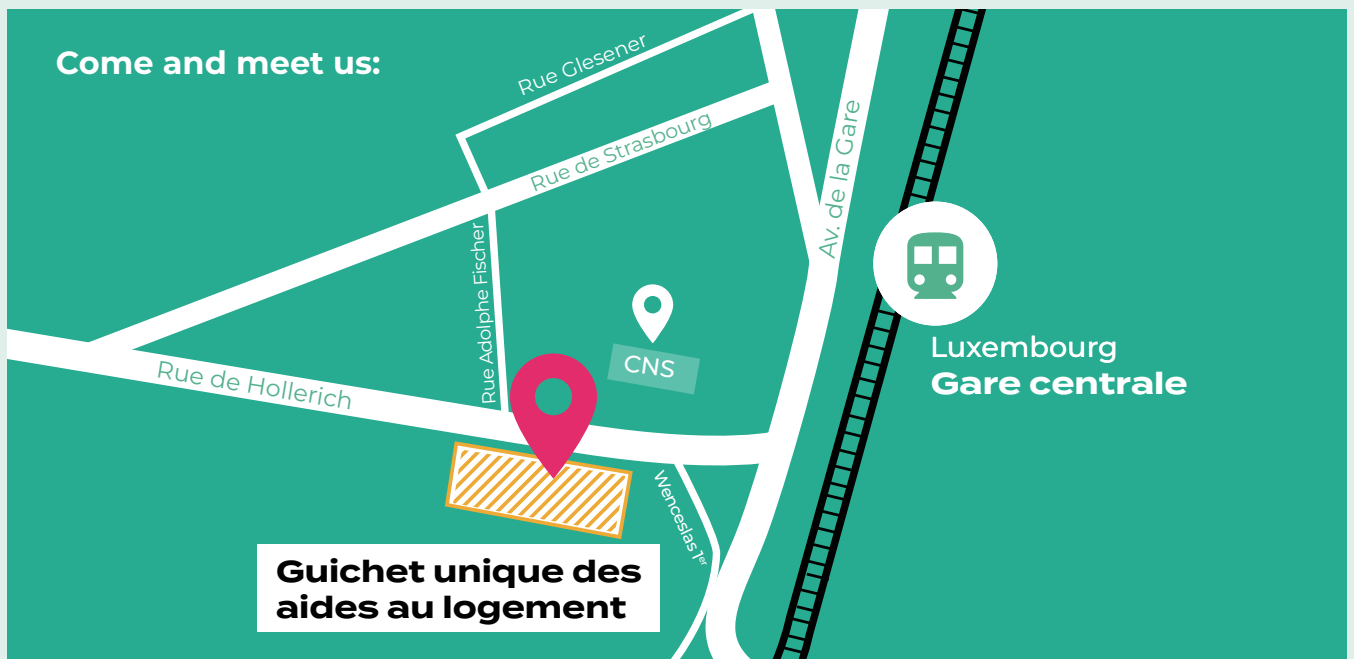 Come and meet us:
Rue Glesener
Rue de Strasbourg
Av. de la Gare
Rue Adolphe Fischer
CNS
Luxembourg
Gare centrale
Rue de Hollerich
Wenceslas 1er
Guichet unique des
aides au logement